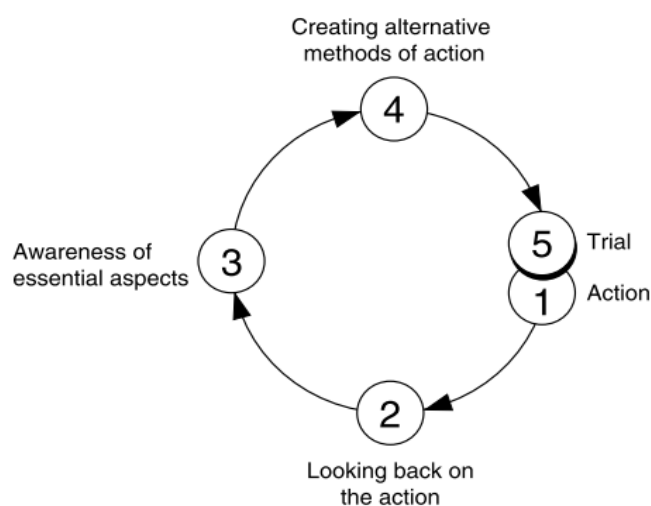 Creating alternative
methods of action
4
5
Trial
Awareness of
essential aspects
3
1
Action
2
Looking back on
the action